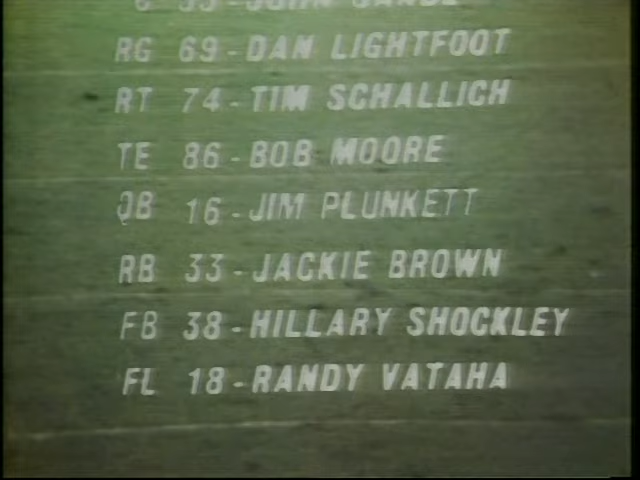 JOHN
RG 69-DAN LIGHTFOOT
RT 74-TIM SCHALLICH
TE 86-BOB MOORE
QB 16-JIM PLUNKETT
RB 33-JACKIE BROWN
FB 38-HILLARY SHOCKLEY
FL 18-RANDY VATAHA